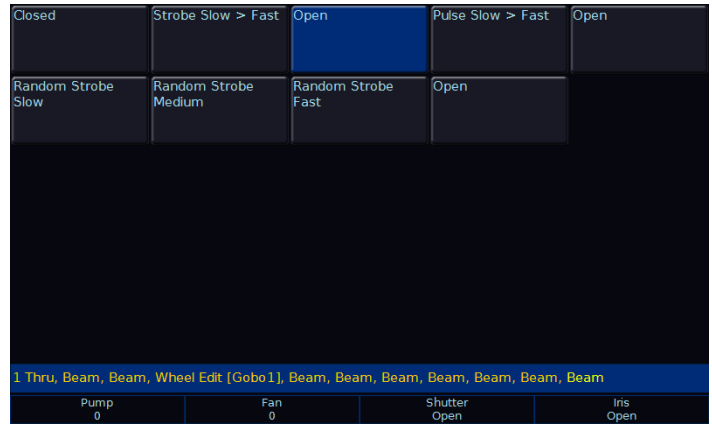 Closed
Strobe Slow > Fast
Open
Pulse Slow > Fast
Open
Random Strobe
Slow
Random Strobe
Medium
Random Strobe
Fast
Open
1 Thru, Beam, Beam, Wheel Edit [Gobo1], Beam, Beam, Beam, Beam, Beam, Beam, Beam
Pump
0
Fan
0
Shutter
Open
Iris
Open